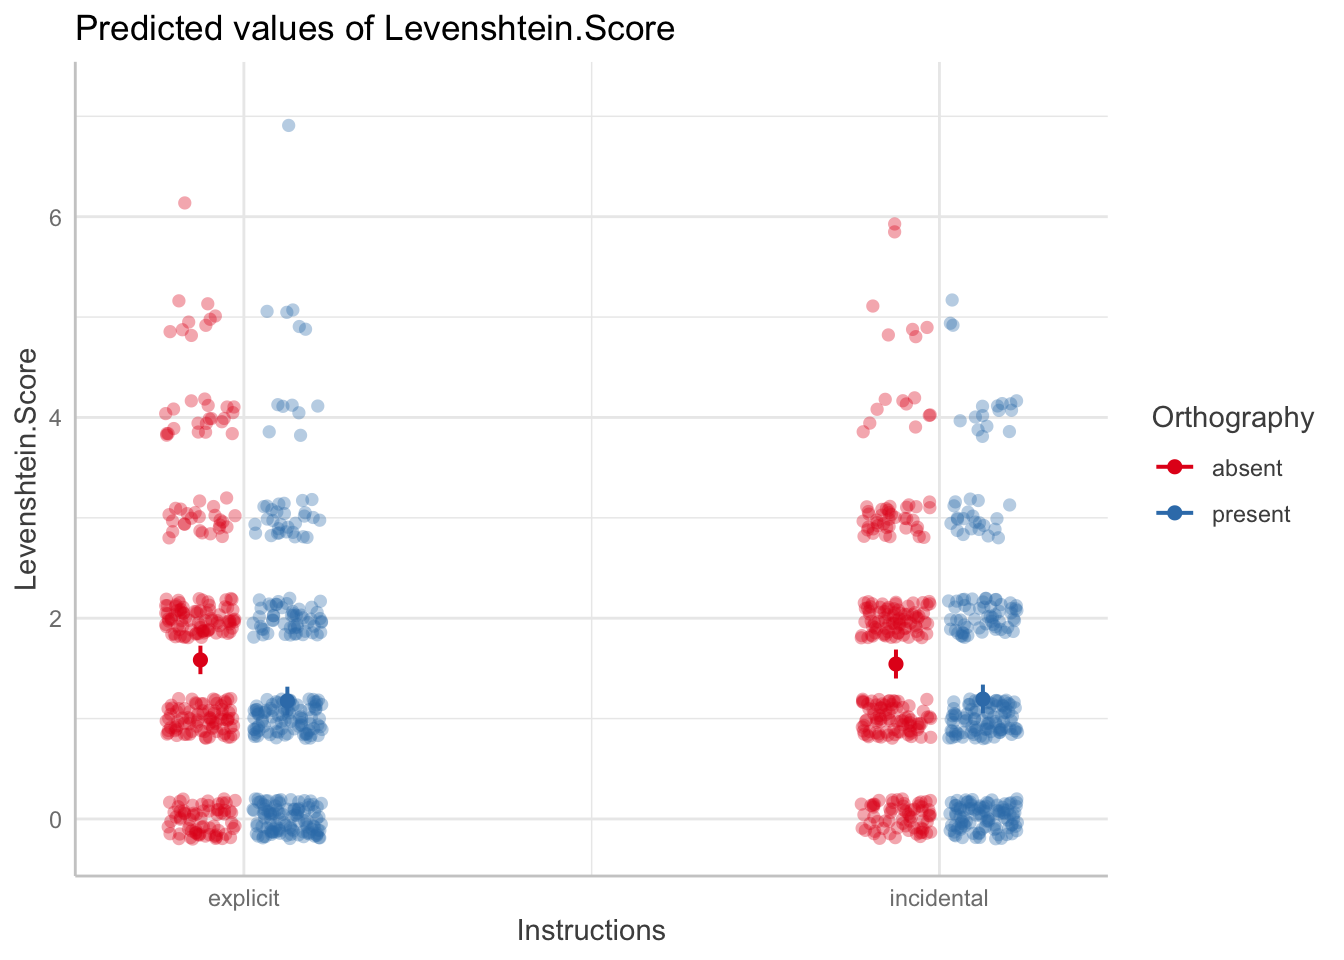 Predicted values of Levenshtein.Score
Levenshtein.Score
6
4
2
0
explicit
incidental
Instructions
Orthography
absent
present